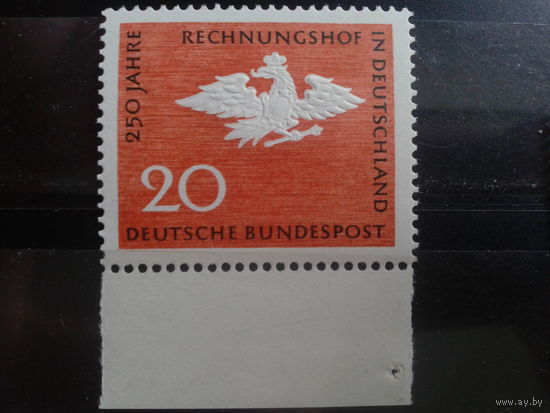 250 JAHRE
RECHNUNGSHOF
IN DEUTSCHLAND
20
DEUTSCHE BUNDESPOST
© www.ay.by